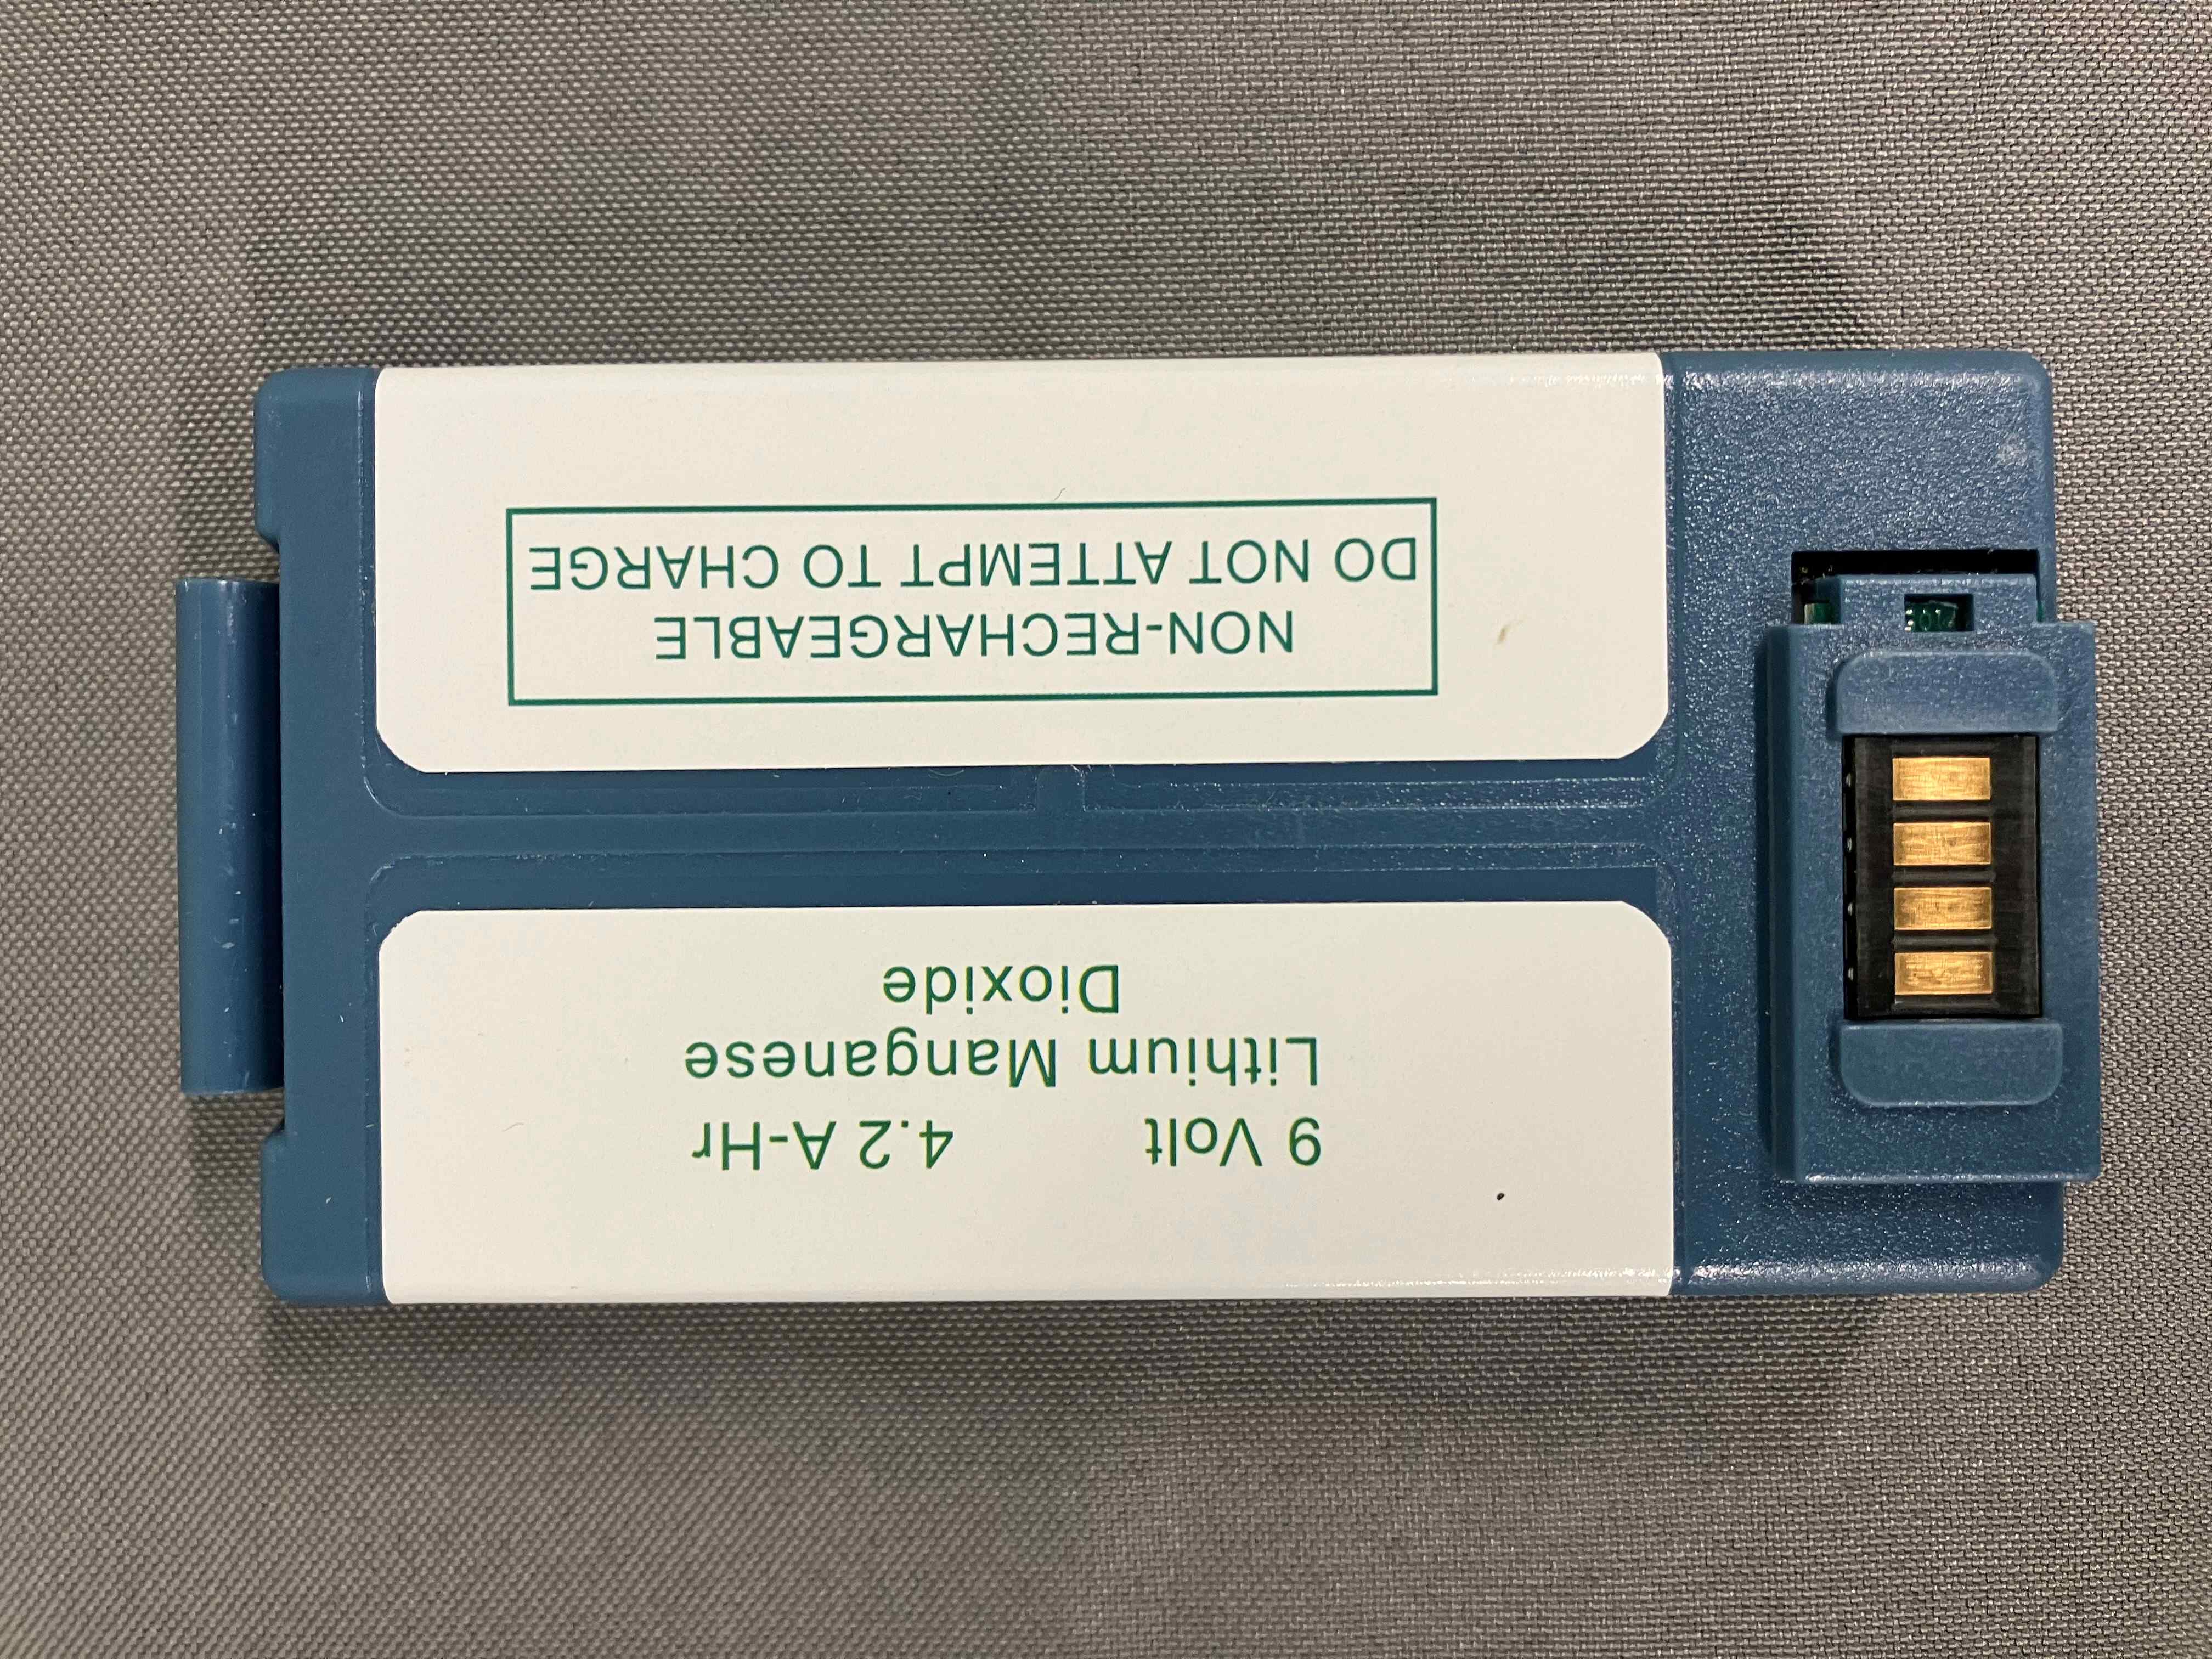 9 Volt 4.2 A-Hr
Lithium Manganese
Dioxide
NON-RECHARGEABLE
DO NOT ATTEMPT TO CHARGE